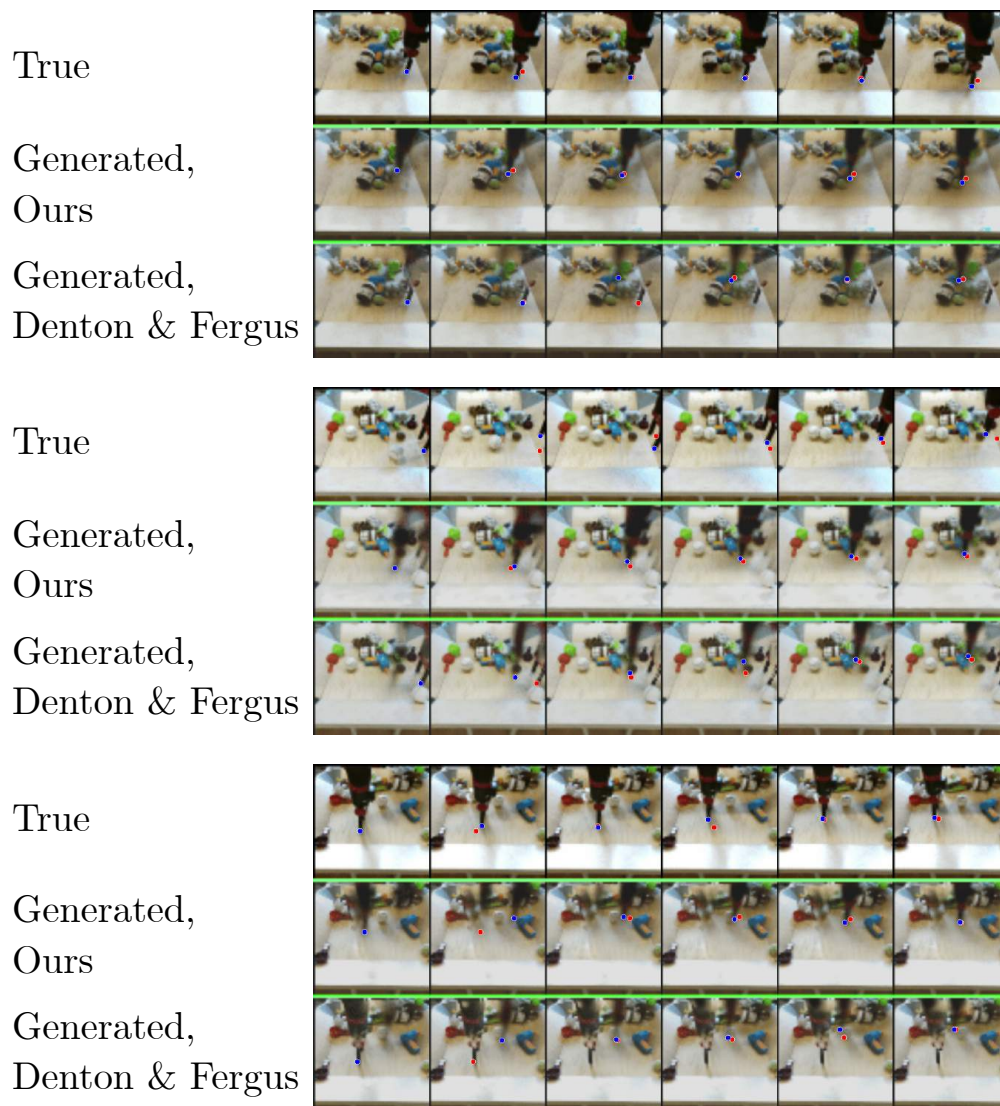 True
Generated,
Ours
Generated,
Denton & Fergus
True
Generated,
Ours
Generated,
Denton & Fergus
True
Generated,
Ours
Generated,
Denton & Fergus